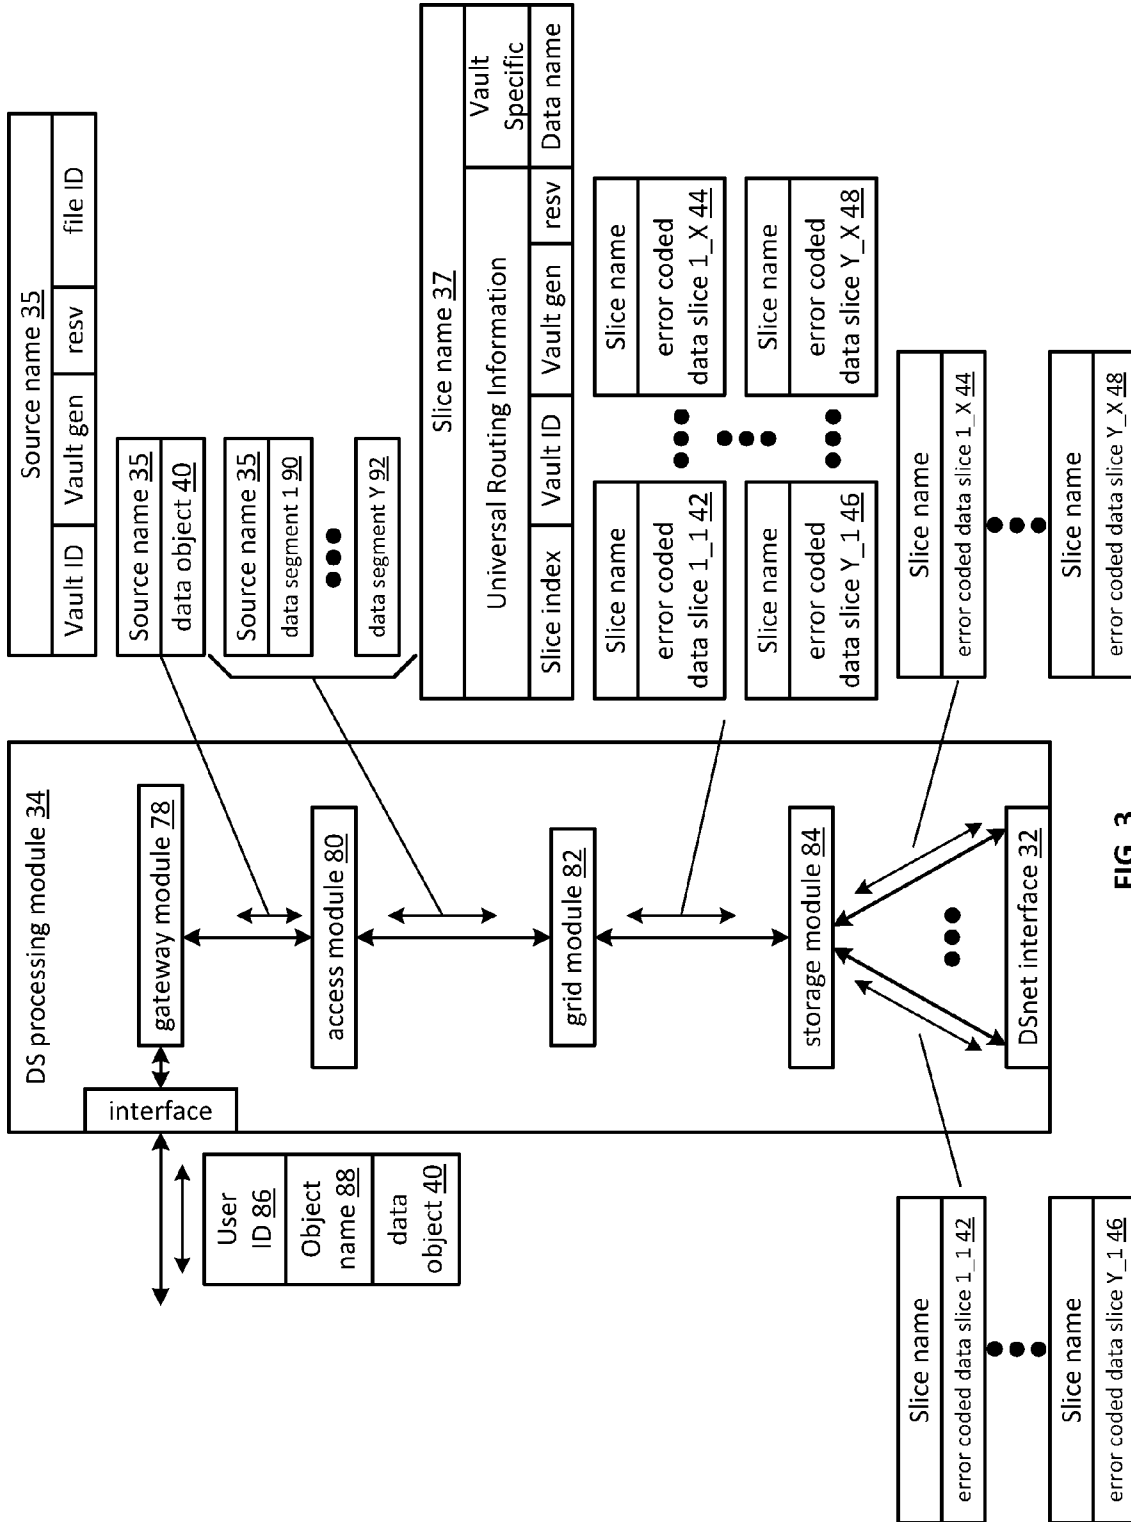 DS processing module 34
interface
gateway module 78
access module 80
grid module 82
storage module 84
DSnet interface 32
User
ID 86
Object
name 88
data
object 40
Source name 35
Vault ID
Vault gen
resv
file ID
Source name 35
data object 40
Source name 35
data segment 1 90
data segment Y 92
Slice name 37
Universal Routing Information
Vault
Specific
Slice index
Vault ID
Vault gen
resv
Data name
Slice name
error coded
data slice 1_1 42
Slice name
error coded
data slice 1_X 44
Slice name
error coded
data slice Y_1 46
Slice name
error coded
data slice Y_X 48
Slice name
error coded data slice 1_1 42
Slice name
error coded data slice Y_1 46
Slice name
error coded data slice 1_X 44
Slice name
error coded data slice Y_X 48
FIG. 3